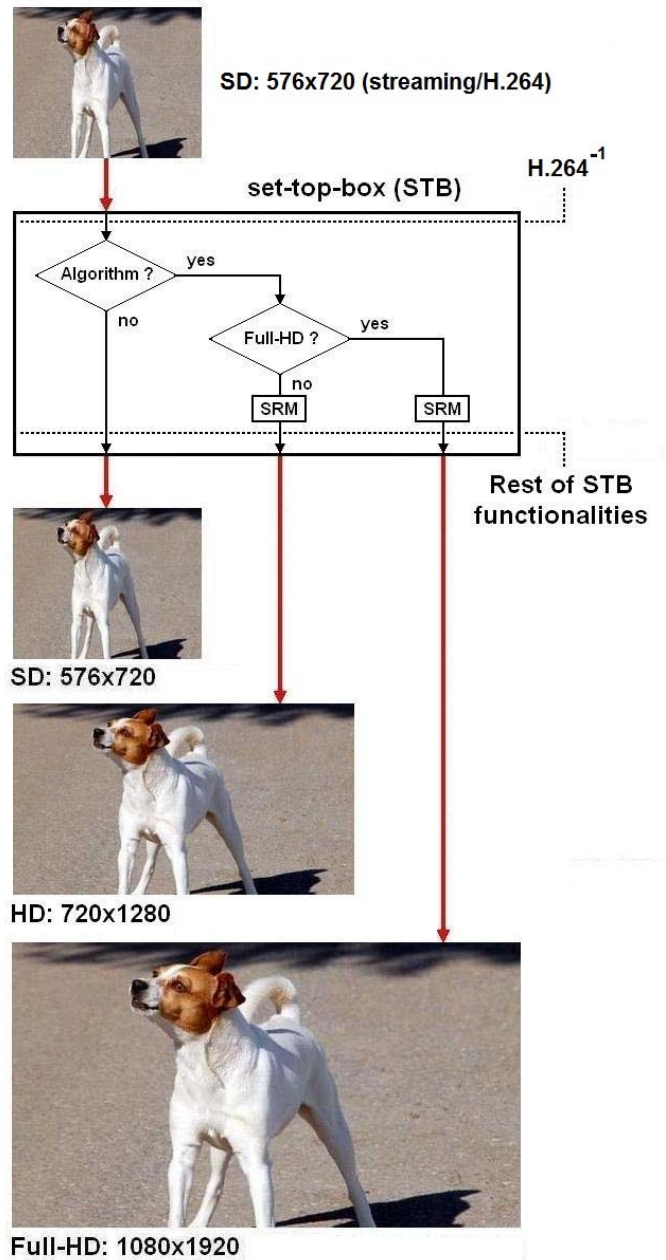 SD: 576x720 (streaming/H.264)
H.264⁻¹
set-top-box (STB)
Algorithm ?
yes
no
Full-HD ?
yes
no
SRM
SRM
Rest of STB
functionalities
SD: 576x720
HD: 720x1280
Full-HD: 1080x1920